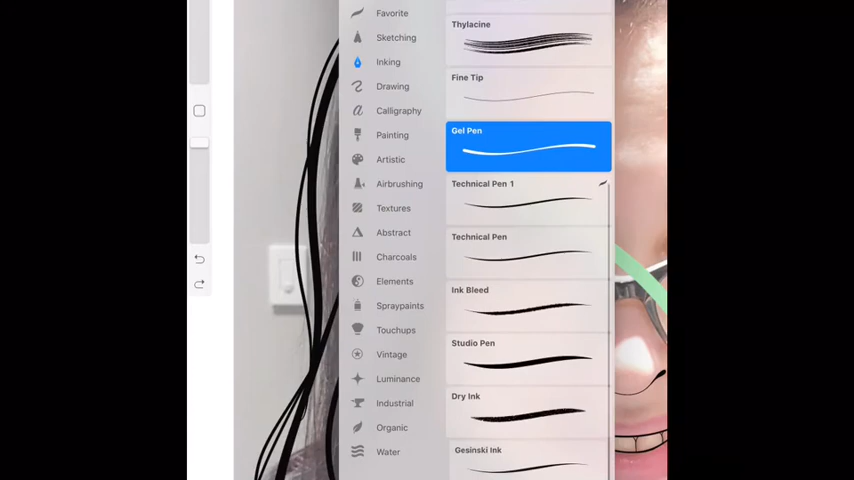 Favorite
Sketching
Inking
Drawing
Calligraphy
Painting
Artistic
Airbrushing
Textures
Abstract
Charcoals
Elements
Spraypaints
Touchups
Vintage
Luminance
Industrial
Organic
Water
Thylacine
Fine Tip
Gel Pen
Technical Pen 1
Technical Pen
Ink Bleed
Studio Pen
Dry Ink
Gesinski Ink